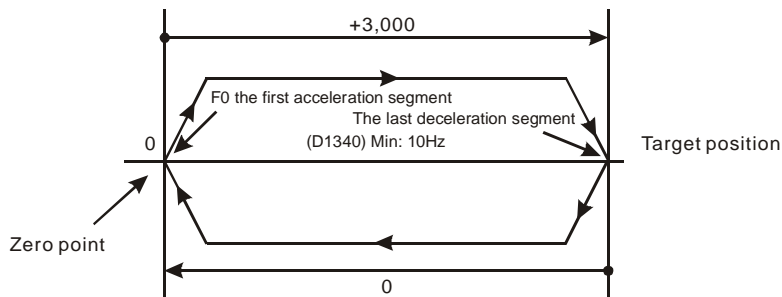 +3,000
F0 the first acceleration segment
The last deceleration segment
0
(D1340) Min: 10Hz
Target position
Zero point
0